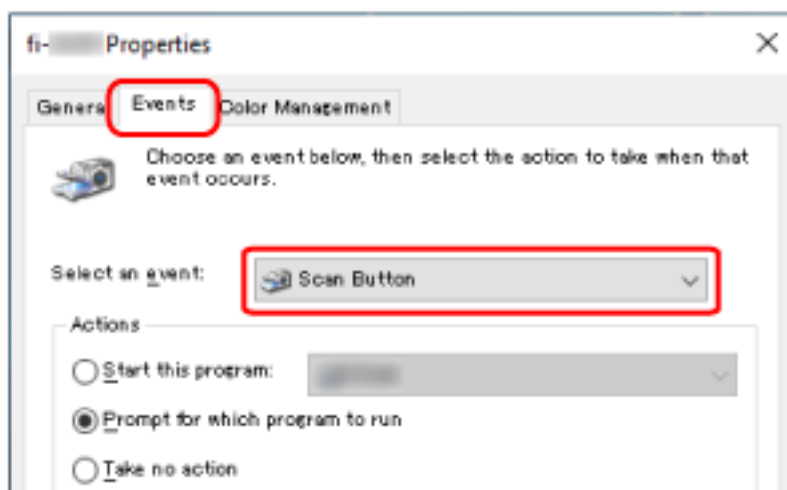 fi- Properties
General Events Color Management
Choose an event below, then select the action to take when that
event occurs.
Select an event: Scan Button
Actions
Start this program:
Prompt for which program to run
Take no action